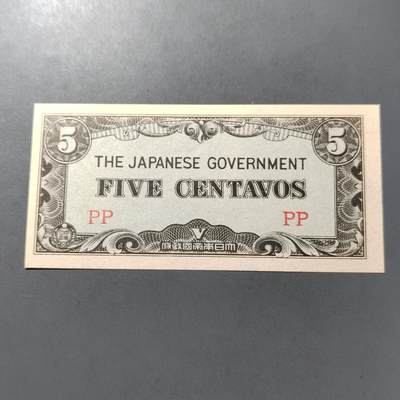 5 5
THE JAPANESE GOVERNMENT
FIVE CENTAVOS
PP PP
V
大日本帝國政府